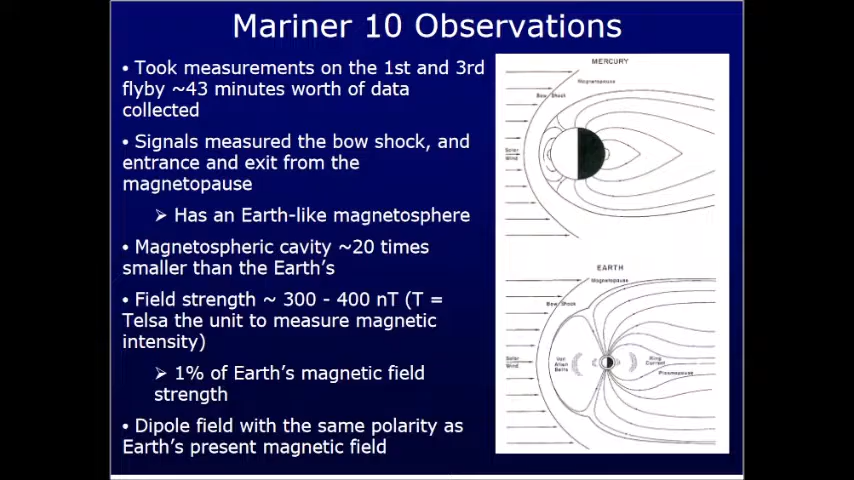 Mariner 10 Observations
• Took measurements on the 1st and 3rd
flyby ~43 minutes worth of data
collected
• Signals measured the bow shock, and
entrance and exit from the
magnetopause
➢ Has an Earth-like magnetosphere
• Magnetospheric cavity ~20 times
smaller than the Earth's
• Field strength ~ 300 - 400 nT (T =
Telsa the unit to measure magnetic
intensity)
➢ 1% of Earth's magnetic field
strength
• Dipole field with the same polarity as
Earth's present magnetic field
MERCURY
Magnetopause
Bow Shock
Solar
Wind
EARTH
Magnetopause
Bow Shock
Solar
Wind
Van
Allen
Belts
Ring
Current
Plasmapause